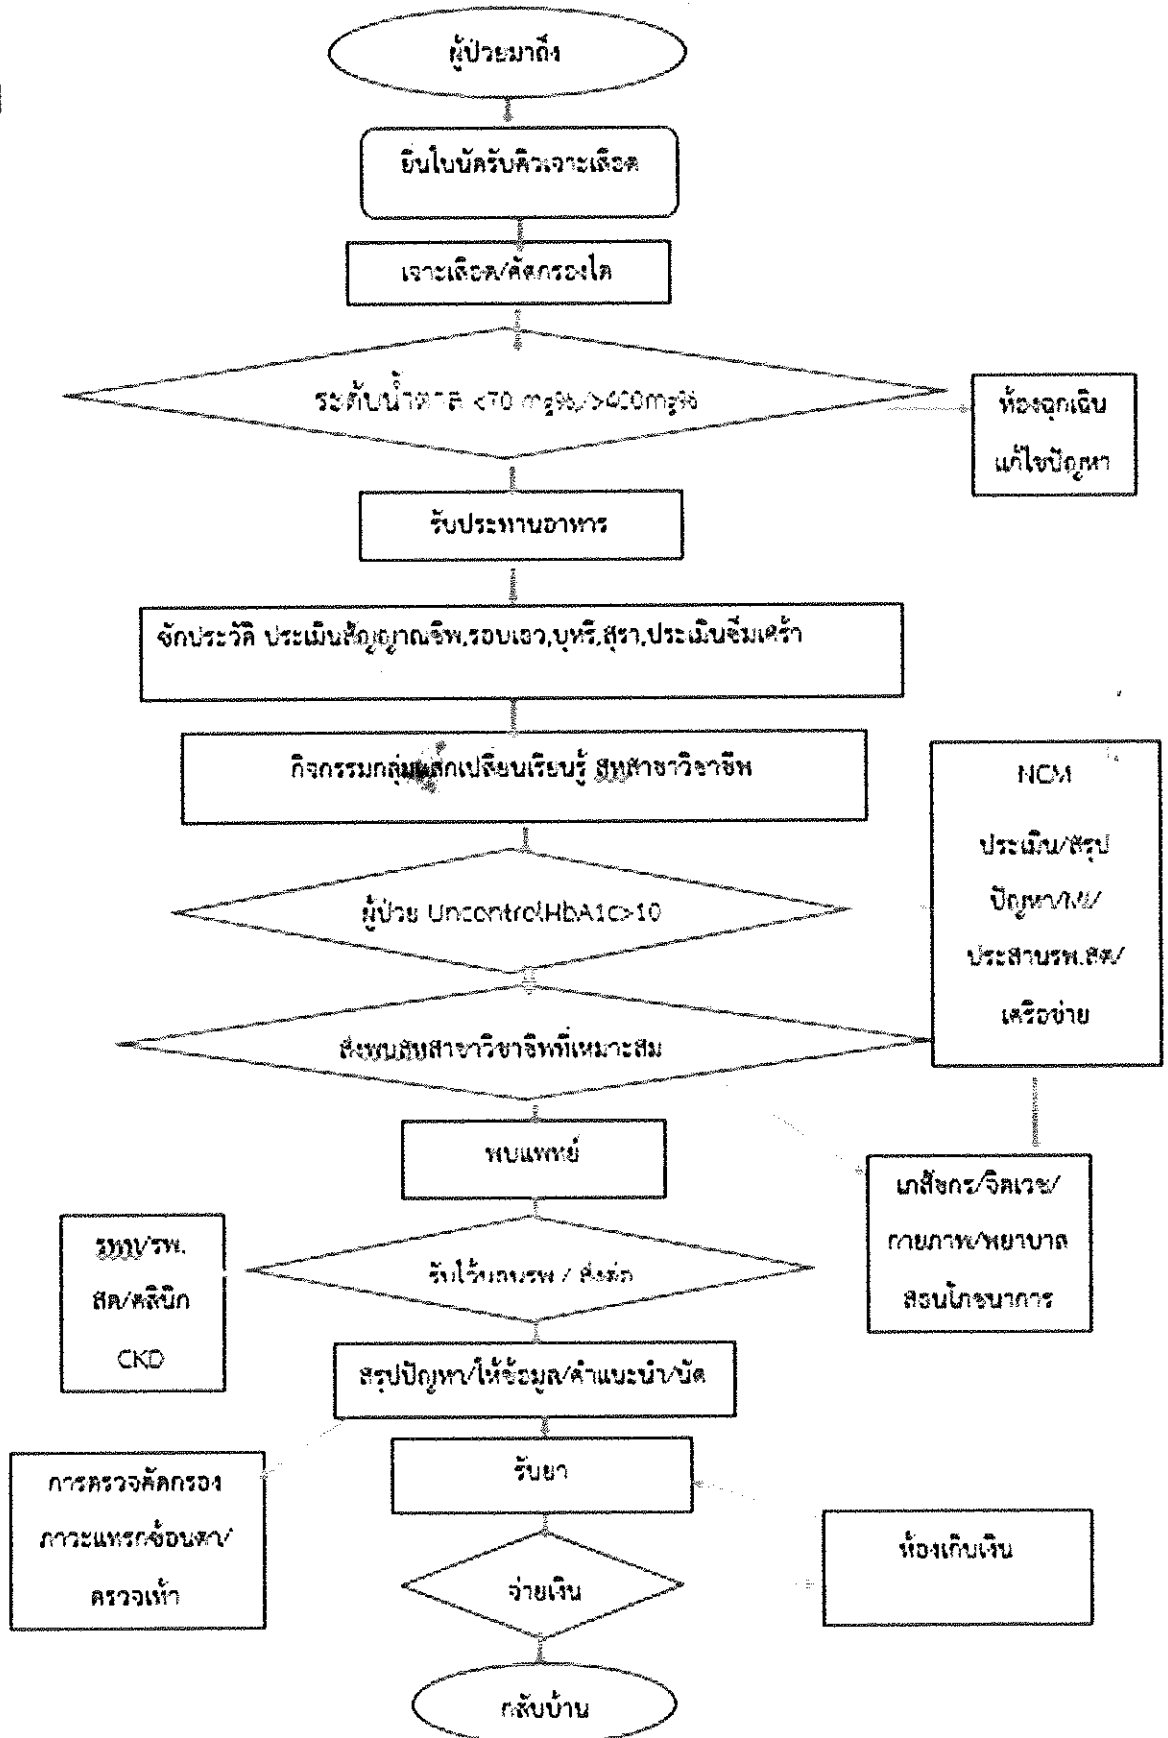 ผู้ป่วยมาถึง
ยื่นใบนัดรับคิวเจาะเลือด
เจาะเลือด/คัดกรองไต
ระดับน้ำตาล <70 mg%/>400mg%
ห้องฉุกเฉิน
แก้ไขปัญหา
รับประทานอาหาร
ซักประวัติ ประเมินสัญญาณชีพ,รอบเอว,บุหรี่,สุรา,ประเมินซึมเศร้า
กิจกรรมกลุ่มแลกเปลี่ยนเรียนรู้ สหสาขาวิชาชีพ
NCM
ประเมิน/สรุป
ปัญหา/MI/
ประสานรพ.สต/
เครือข่าย
ผู้ป่วย UncontrolHbA1c>10
ส่งพบสหสาขาวิชาชีพที่เหมาะสม
พบแพทย์
เภสัชกร/จิตเวช/
กายภาพ/พยาบาล
สอนโภชนาการ
รับไว้นอนรพ / ส่งต่อ
รพท/รพ.
สต/คลินิก
CKD
สรุปปัญหา/ให้ข้อมูล/คำแนะนำ/นัด
การตรวจคัดกรอง
ภาวะแทรกซ้อนตา/
ตรวจเท้า
รับยา
ห้องเก็บเงิน
จ่ายเงิน
กลับบ้าน